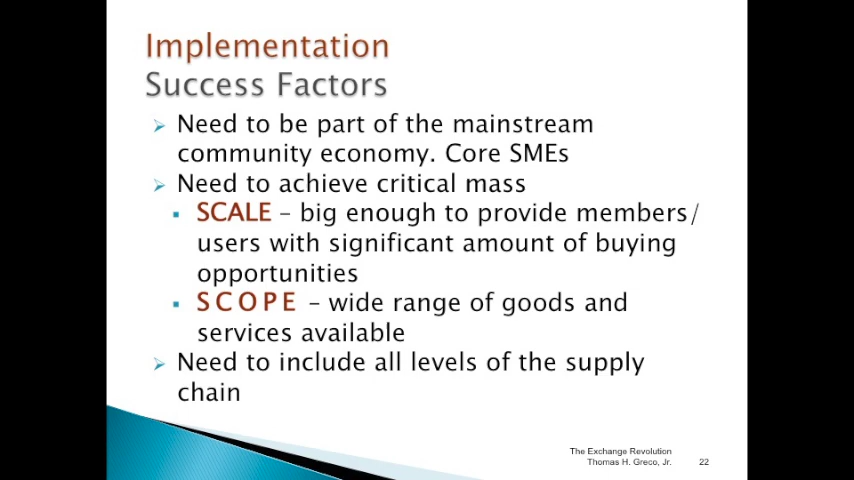 Implementation
Success Factors
Need to be part of the mainstream
community economy. Core SMEs
Need to achieve critical mass
SCALE – big enough to provide members/
users with significant amount of buying
opportunities
SCOPE – wide range of goods and
services available
Need to include all levels of the supply
chain
The Exchange Revolution
Thomas H. Greco, Jr.
22